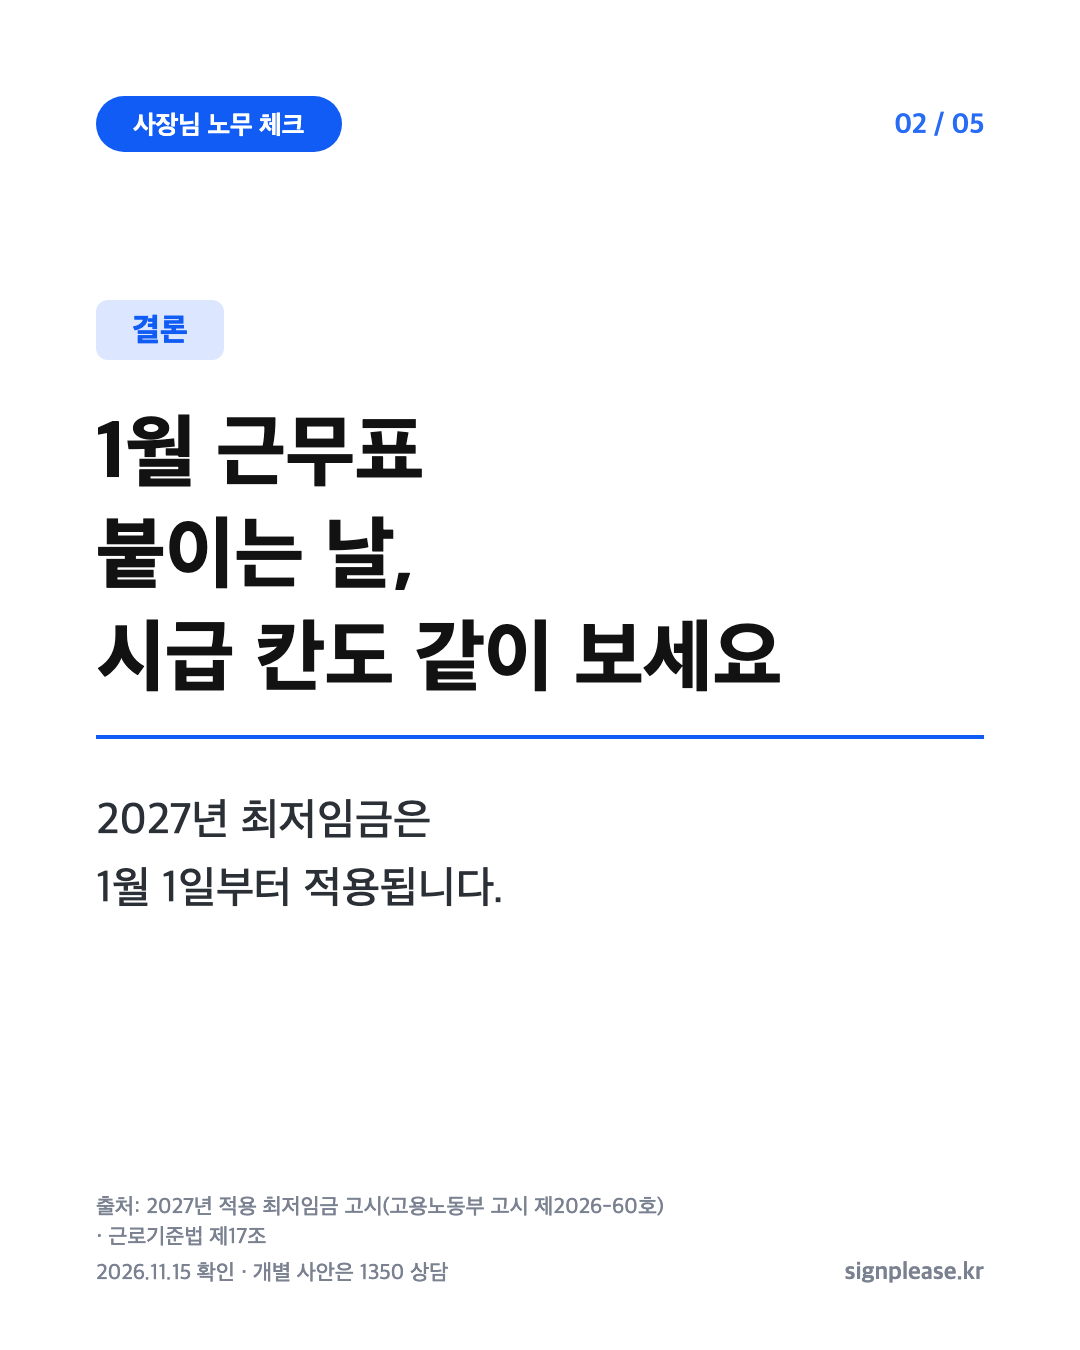 사장님 노무 체크
02 / 05
결론
1월 근무표
붙이는 날,
시급 칸도 같이 보세요
2027년 최저임금은
1월 1일부터 적용됩니다.
출처: 2027년 적용 최저임금 고시(고용노동부 고시 제2026-60호)
· 근로기준법 제17조
2026.11.15 확인 · 개별 사안은 1350 상담
signplease.kr